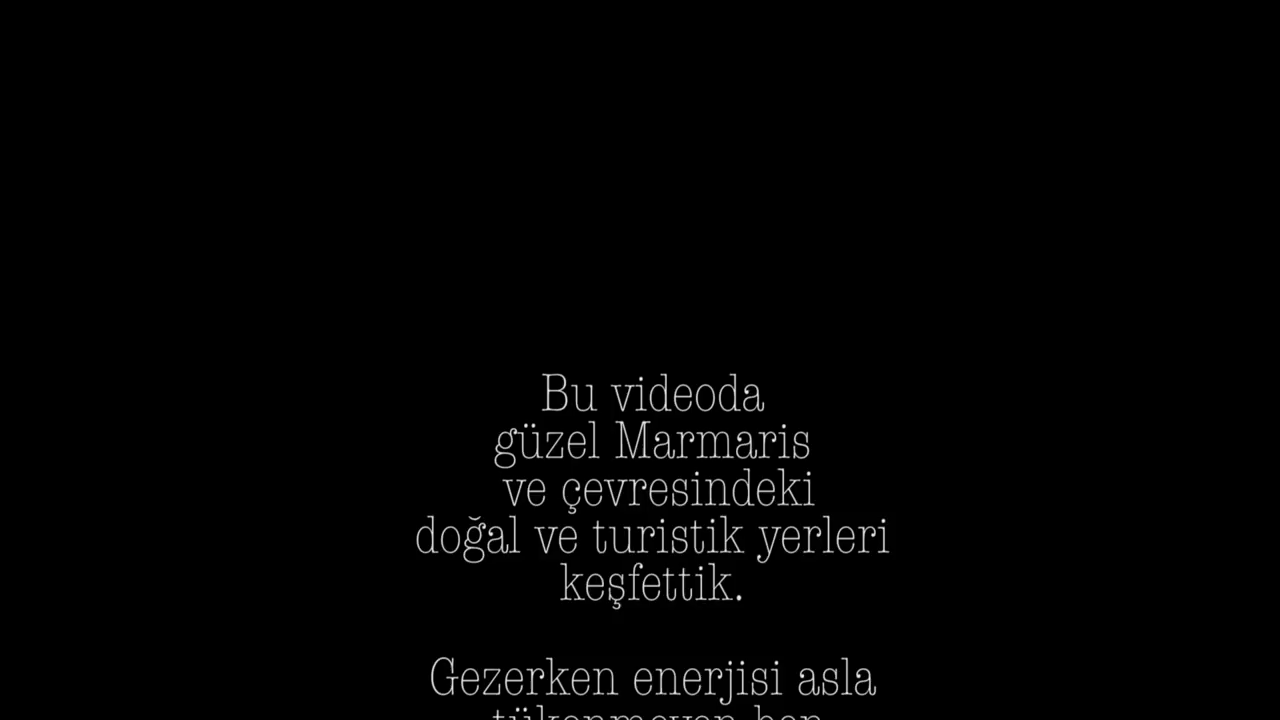 Bu videoda
güzel Marmaris
ve çevresindeki
doğal ve turistik yerleri
keşfettik.
Gezerken enerjisi asla